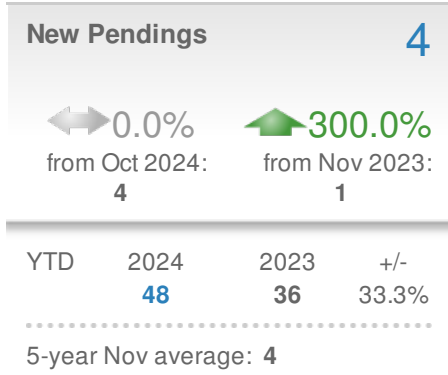 New Pendings 4
0.0% 300.0%
from Oct 2024: from Nov 2023:
4 1
YTD 2024 2023 +/-
48 36 33.3%
5-year Nov average: 4